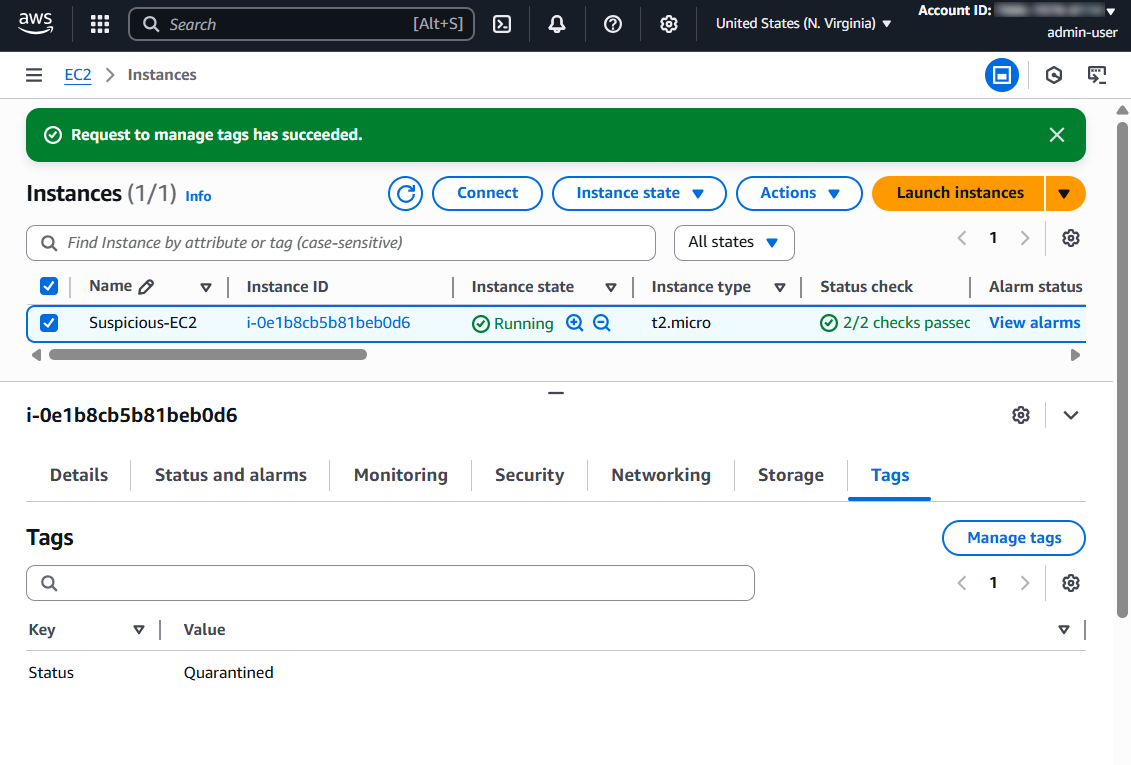 aws
Search [Alt+S]
United States (N. Virginia)
Account ID:
admin-user
EC2 Instances
Request to manage tags has succeeded.
Instances (1/1) Info
Connect
Instance state
Actions
Launch instances
Find Instance by attribute or tag (case-sensitive)
All states
1
Name Instance ID Instance state Instance type Status check Alarm status
Suspicious-EC2 i-0e1b8cb5b81beb0d6 Running t2.micro 2/2 checks passec View alarms
i-0e1b8cb5b81beb0d6
Details Status and alarms Monitoring Security Networking Storage Tags
Tags
Manage tags
1
Key Value
Status Quarantined